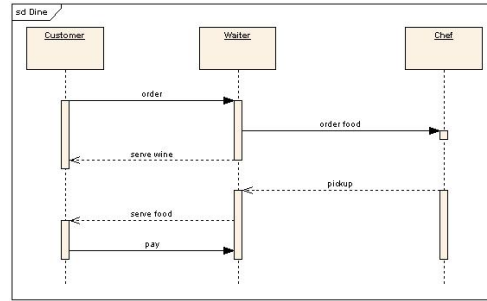 sd Dine
Customer
Waiter
Chef
order
order food
serve wine
pickup
serve food
pay